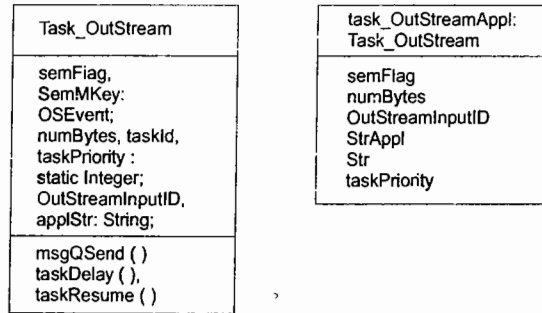 Task_OutStream
semFiag,
SemMKey:
OSEvent;
numBytes, taskId,
taskPriority :
static Integer;
OutStreamInputID,
applStr: String;
msgQSend ( )
taskDelay ( ),
taskResume ( )
task_OutStreamAppl:
Task_OutStream
semFlag
numBytes
OutStreamInputID
StrAppl
Str
taskPriority